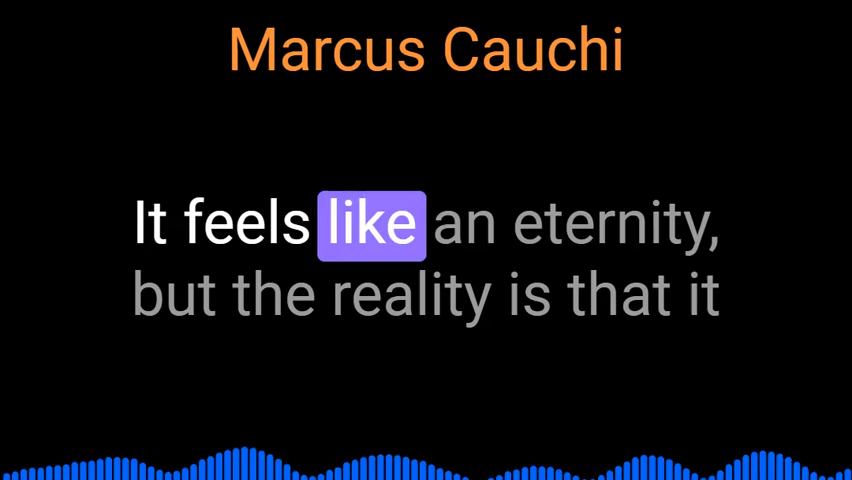 Marcus Cauchi
It feels like an eternity,
but the reality is that it